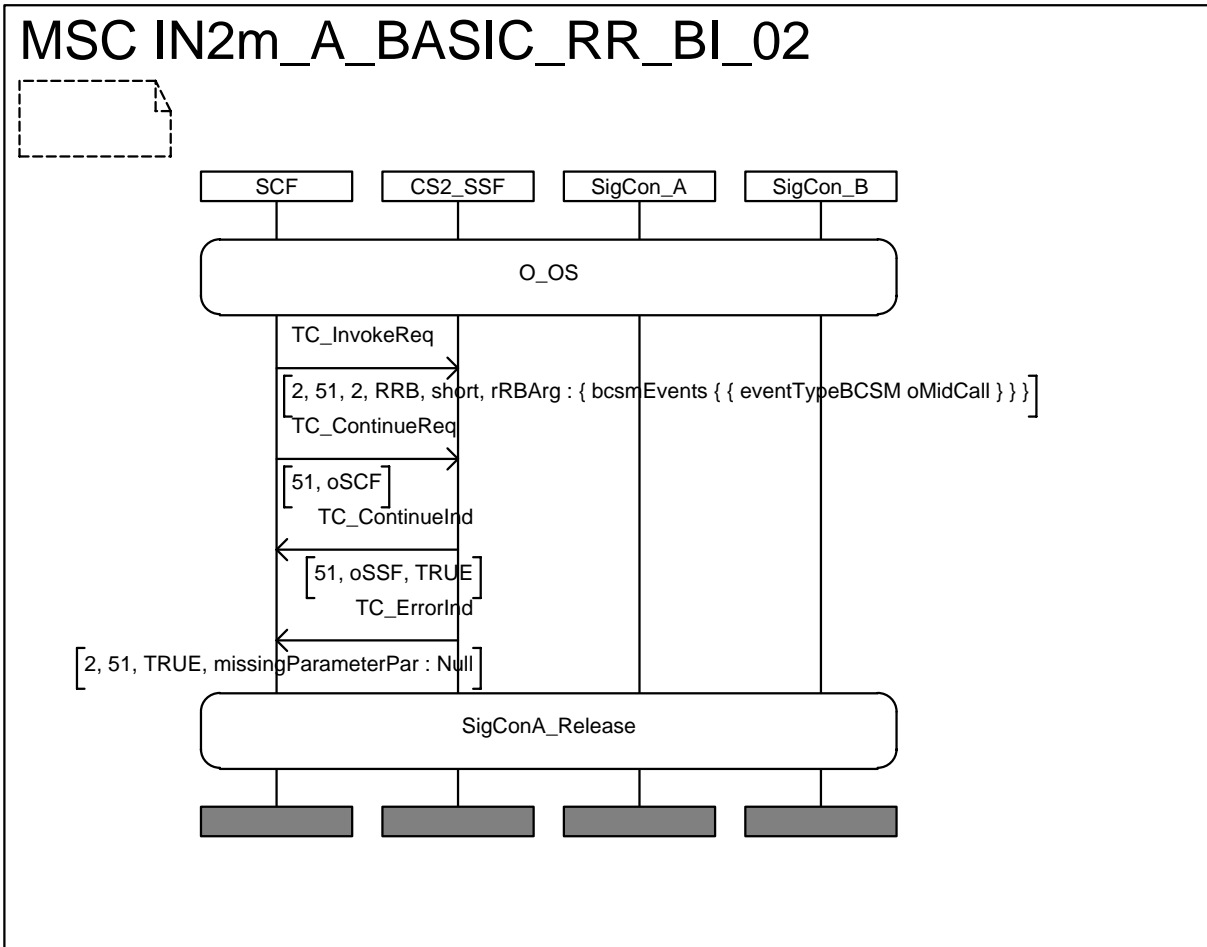 MSC IN2m_A_BASIC_RR_BI_02
SCF CS2_SSF SigCon_A SigCon_B
O_OS
TC_InvokeReq
2, 51, 2, RRB, short, rRBArg : { bcsmEvents { { eventTypeBCSM oMidCall } } }
TC_ContinueReq
51, oSCF
TC_ContinueInd
51, oSSF, TRUE
TC_ErrorInd
2, 51, TRUE, missingParameterPar : Null
SigConA_Release